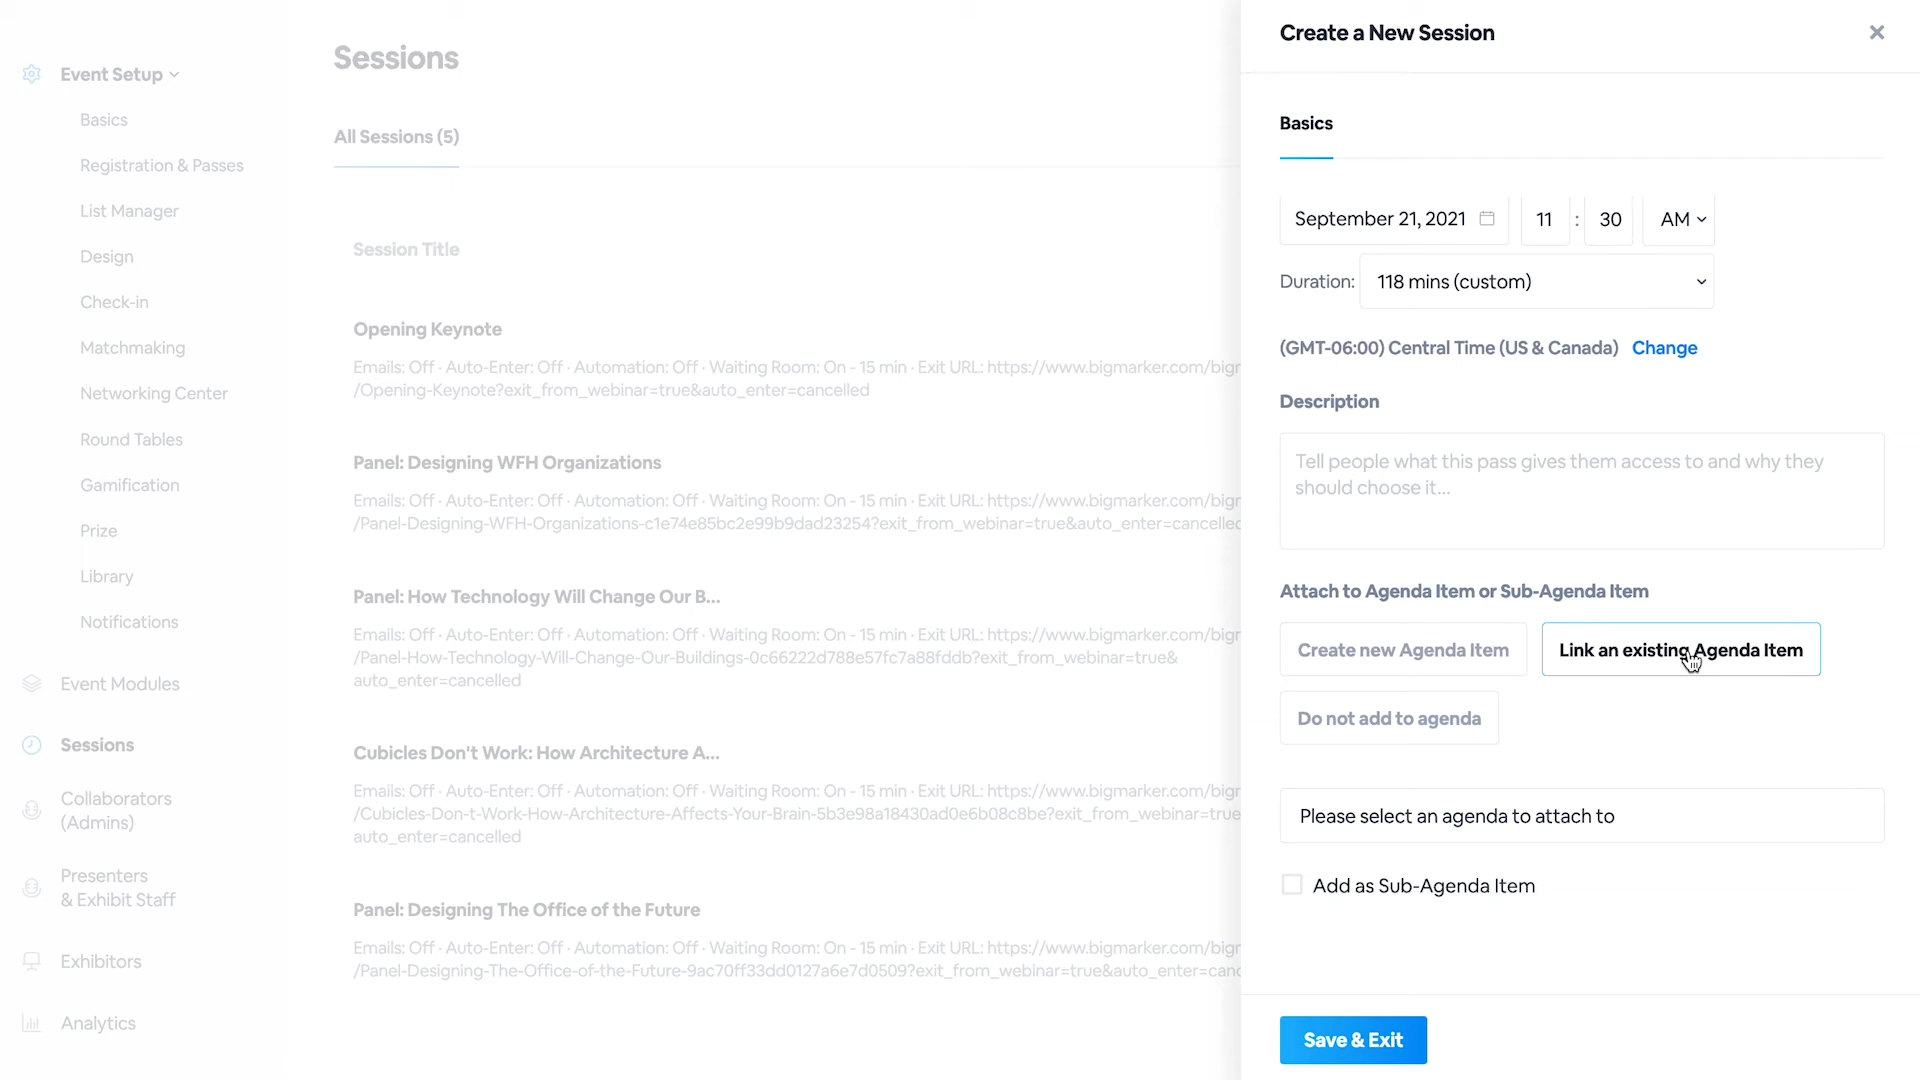 Event Setup
Basics
Registration & Passes
List Manager
Design
Check-in
Matchmaking
Networking Center
Round Tables
Gamification
Prize
Library
Notifications
Event Modules
Sessions
Collaborators
(Admins)
Presenters
& Exhibit Staff
Exhibitors
Analytics
Sessions
All Sessions (5)
Session Title
Opening Keynote
Emails: Off · Auto-Enter: Off · Automation: Off · Waiting Room: On - 15 min · Exit URL: https://www.bigmarker.com/bigr
/Opening-Keynote?exit_from_webinar=true&auto_enter=cancelled
Panel: Designing WFH Organizations
Emails: Off · Auto-Enter: Off · Automation: Off · Waiting Room: On - 15 min · Exit URL: https://www.bigmarker.com/bigr
/Panel-Designing-WFH-Organizations-c1e74e85bc2e99b9dad23254?exit_from_webinar=true&auto_enter=cancelled
Panel: How Technology Will Change Our B...
Emails: Off · Auto-Enter: Off · Automation: Off · Waiting Room: On - 15 min · Exit URL: https://www.bigmarker.com/bigr
/Panel-How-Technology-Will-Change-Our-Buildings-0c66222d788e57fc7a88fddb?exit_from_webinar=true&
auto_enter=cancelled
Cubicles Don't Work: How Architecture A...
Emails: Off · Auto-Enter: Off · Automation: Off · Waiting Room: On - 15 min · Exit URL: https://www.bigmarker.com/bigr
/Cubicles-Don-t-Work-How-Architecture-Affects-Your-Brain-5b3e98a18430ad0e6b08c8be?exit_from_webinar=true
auto_enter=cancelled
Panel: Designing The Office of the Future
Emails: Off · Auto-Enter: Off · Automation: Off · Waiting Room: On - 15 min · Exit URL: https://www.bigmarker.com/bigr
/Panel-Designing-The-Office-of-the-Future-9ac70ff33dd0127a6e7d0509?exit_from_webinar=true&auto_enter=canc
Create a New Session
Basics
September 21, 2021 11 : 30 AM
Duration: 118 mins (custom)
(GMT-06:00) Central Time (US & Canada) Change
Description
Tell people what this pass gives them access to and why they
should choose it...
Attach to Agenda Item or Sub-Agenda Item
Create new Agenda Item Link an existing Agenda Item
Do not add to agenda
Please select an agenda to attach to
Add as Sub-Agenda Item
Save & Exit